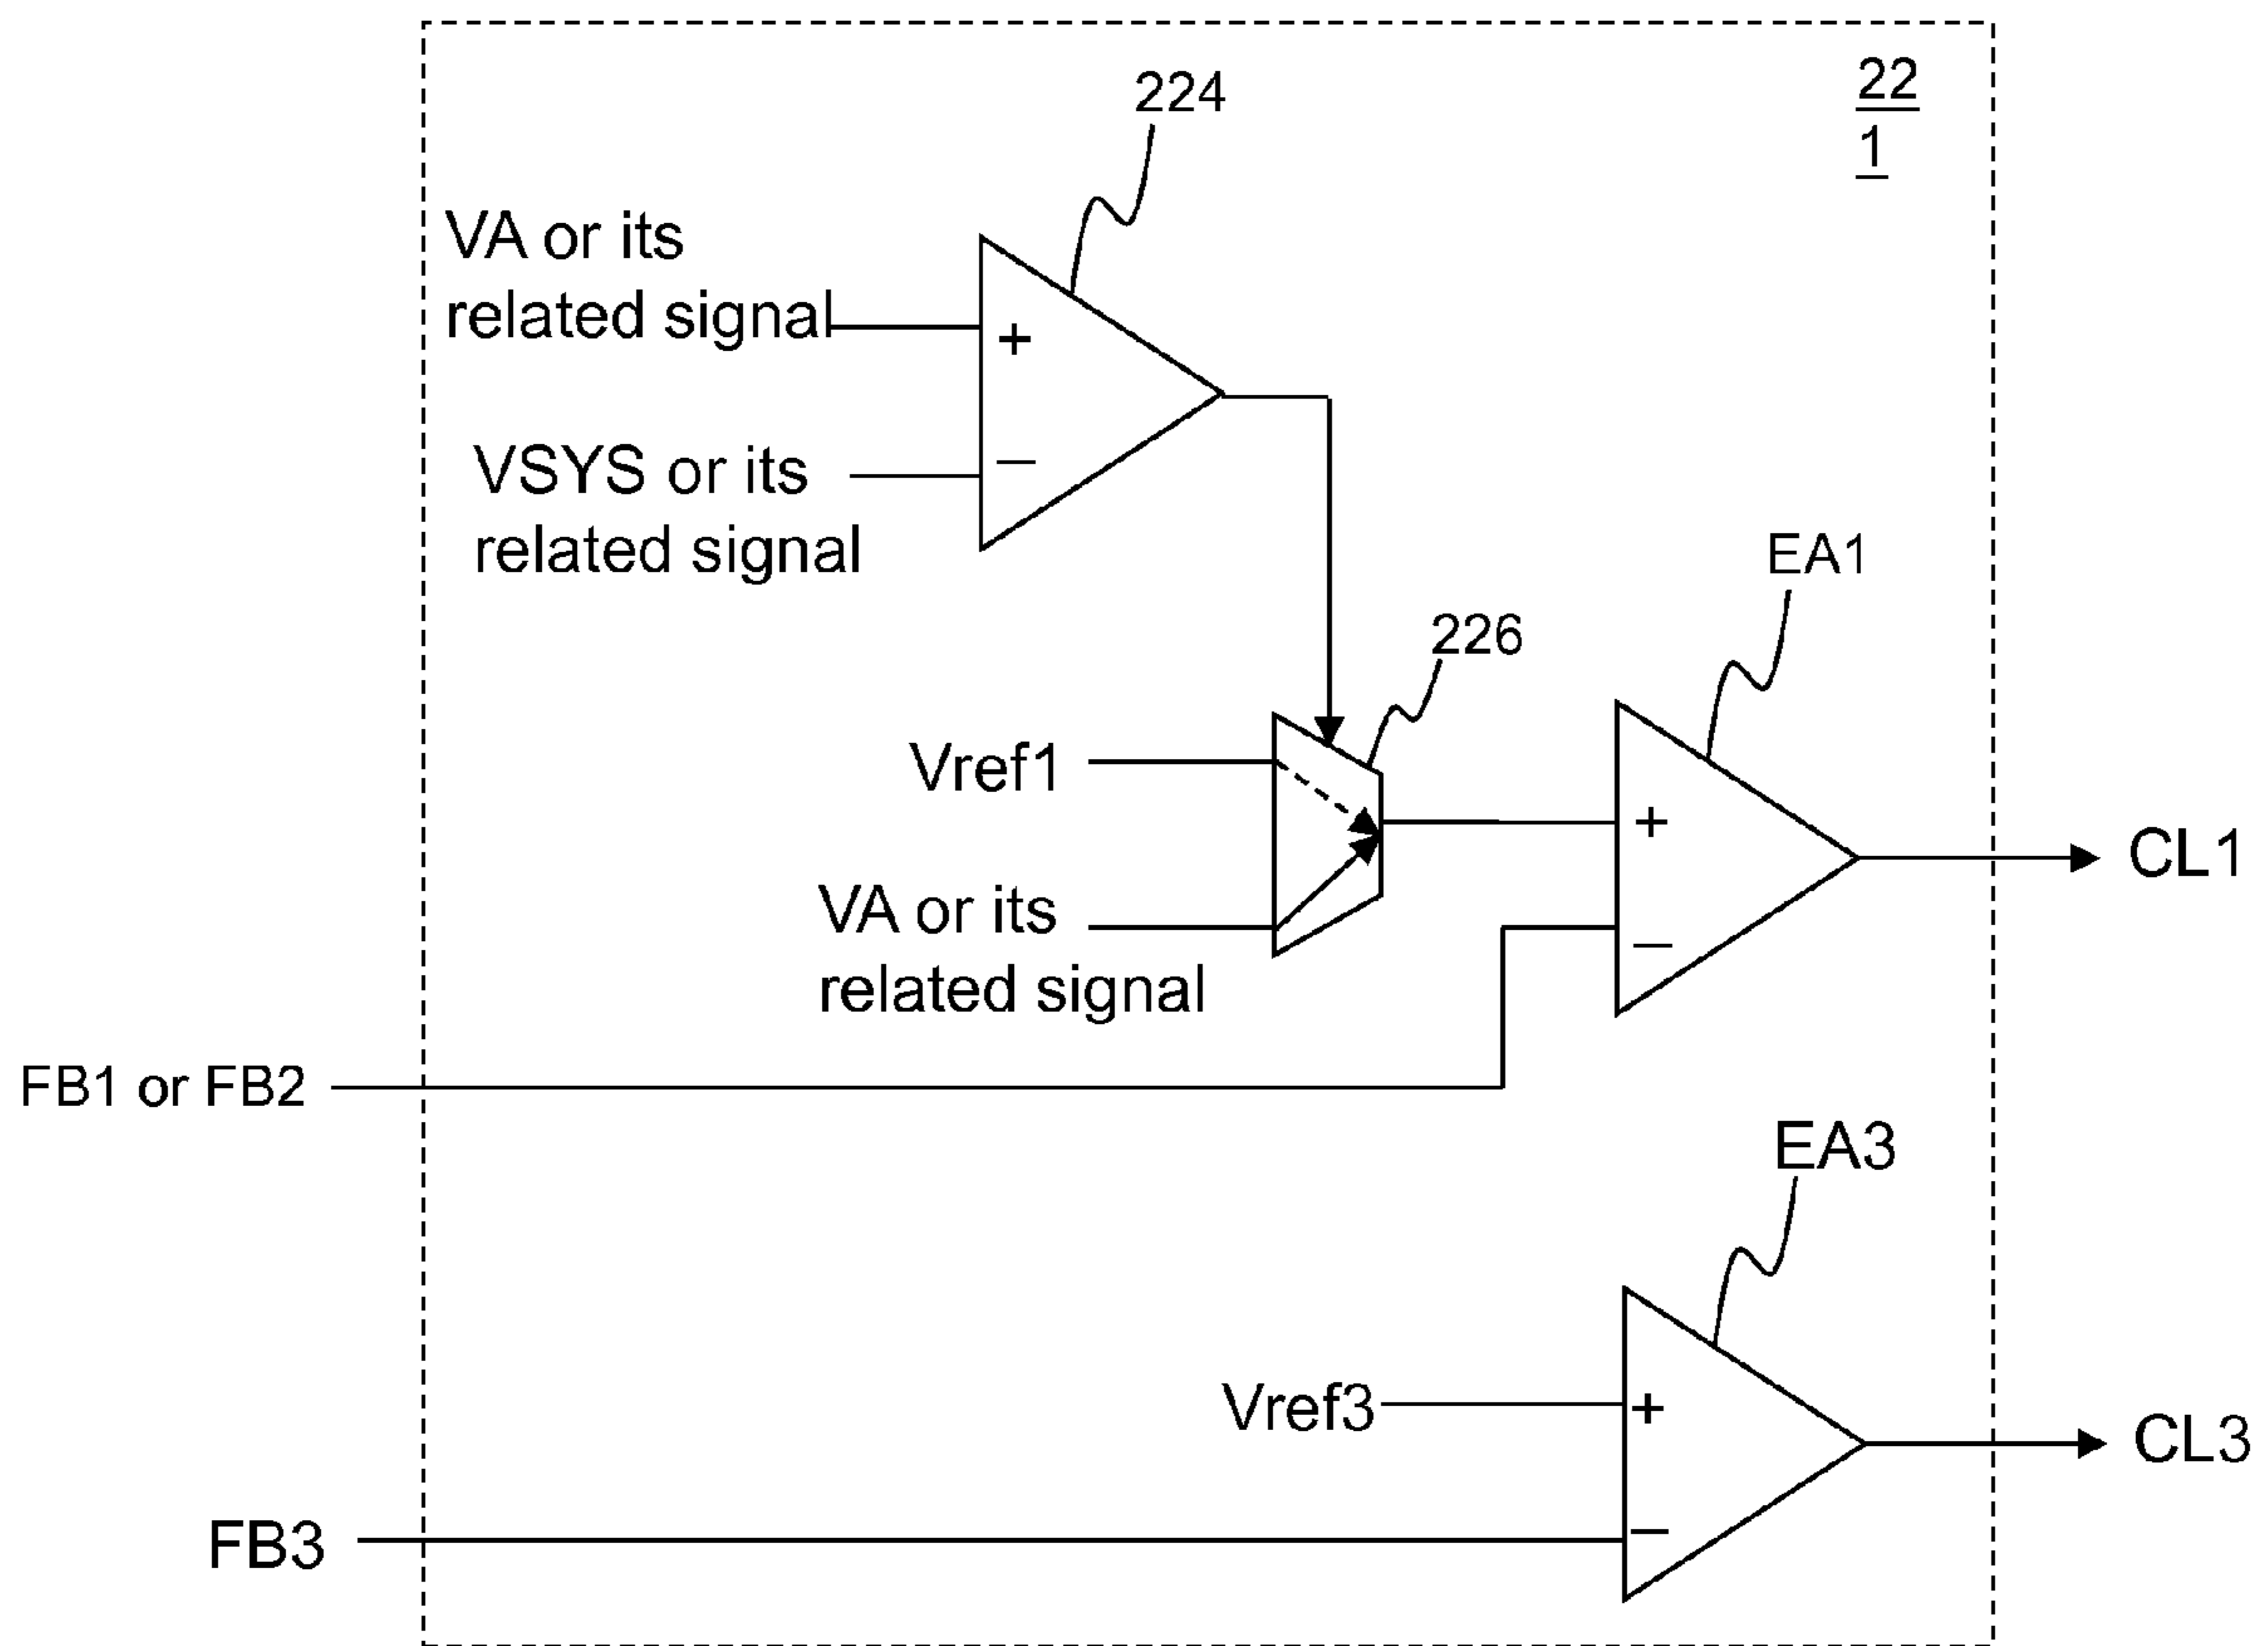 22
1
224
VA or its
related signal
+
VSYS or its
related signal
−
EA1
226
Vref1
+
CL1
VA or its
related signal
−
FB1 or FB2
EA3
Vref3
+
CL3
FB3
−